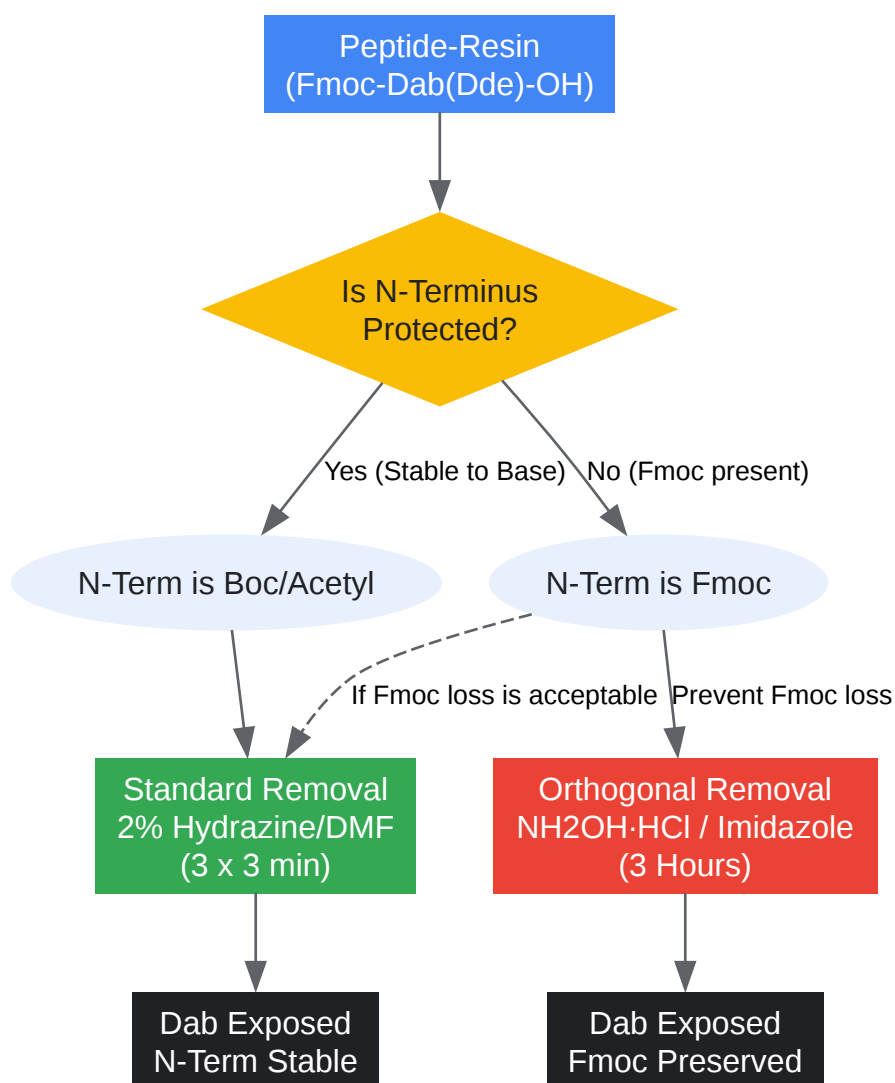 Peptide-Resin
(Fmoc-Dab(Dde)-OH)
Is N-Terminus
Protected?
Yes (Stable to Base)
No (Fmoc present)
N-Term is Boc/Acetyl
N-Term is Fmoc
If Fmoc loss is acceptable
Prevent Fmoc loss
Standard Removal
2% Hydrazine/DMF
(3 x 3 min)
Orthogonal Removal
NH2OH·HCl / Imidazole
(3 Hours)
Dab Exposed
N-Term Stable
Dab Exposed
Fmoc Preserved